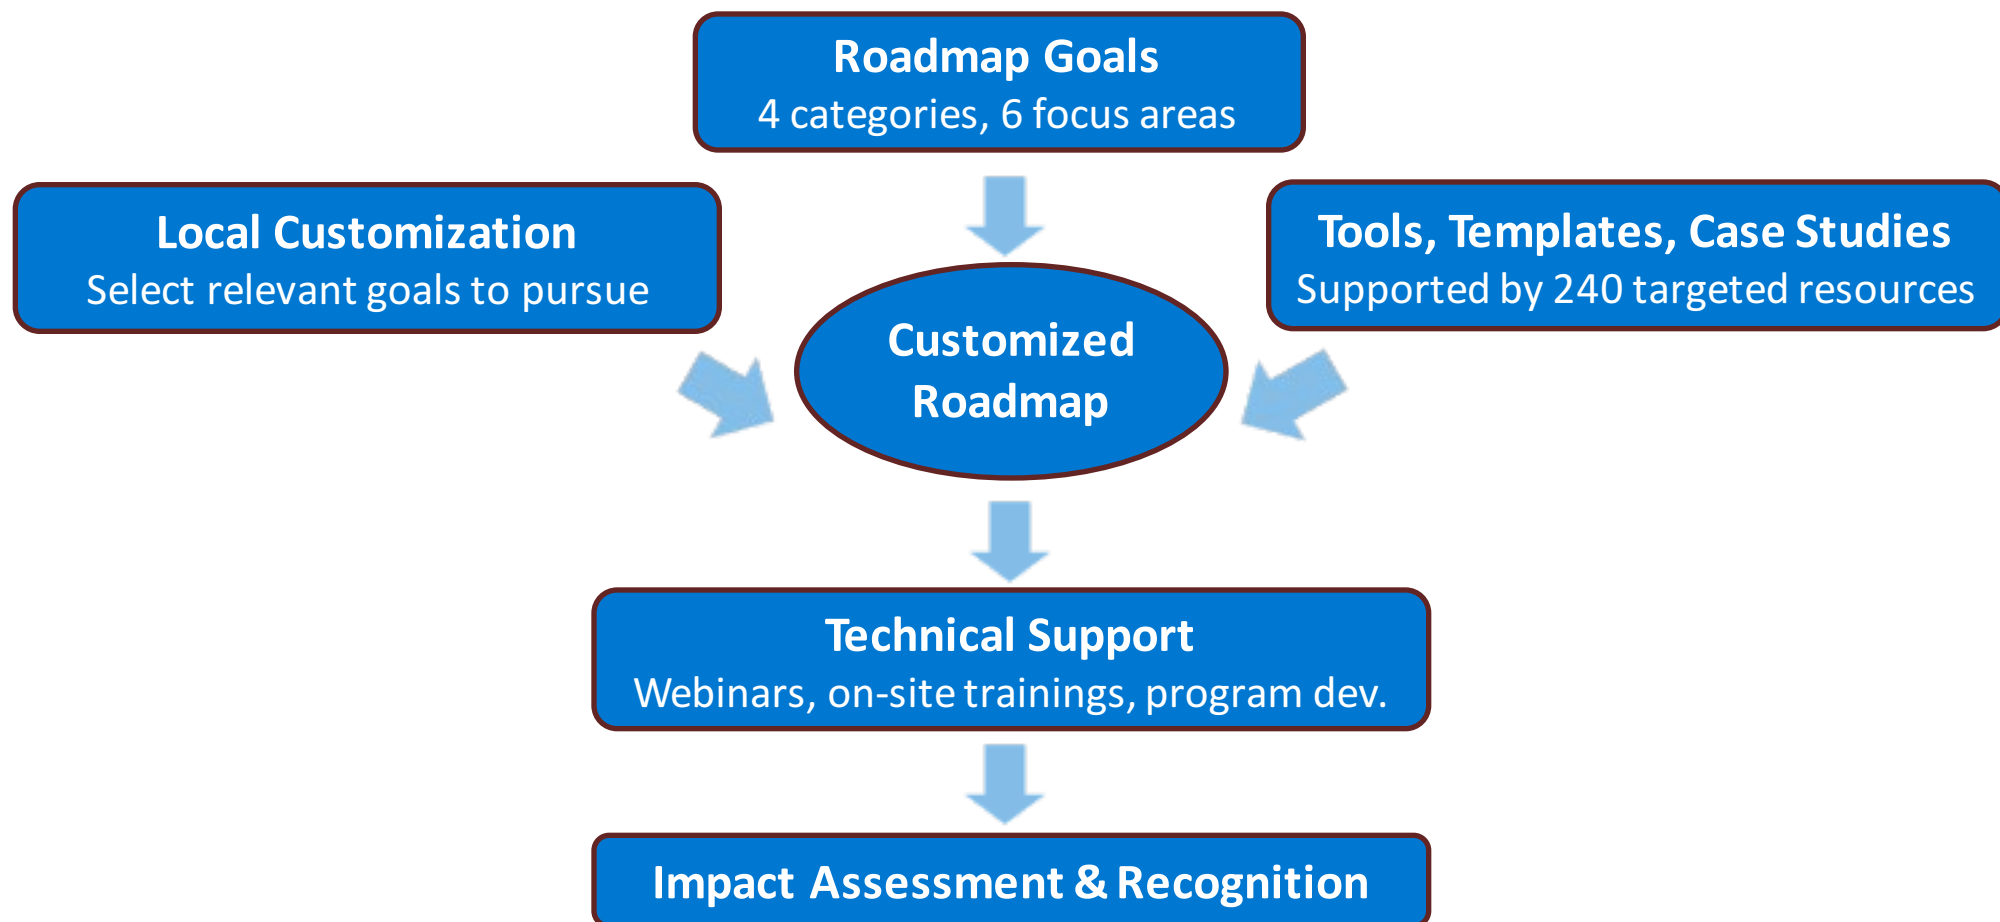 Roadmap Goals
4 categories, 6 focus areas
Local Customization
Select relevant goals to pursue
Tools, Templates, Case Studies
Supported by 240 targeted resources
Customized
Roadmap
Technical Support
Webinars, on-site trainings, program dev.
Impact Assessment & Recognition